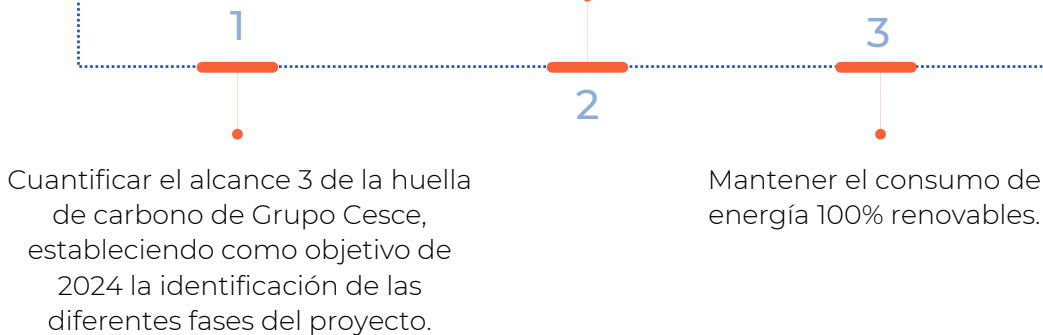 1
Cuantificar el alcance 3 de la huella
de carbono de Grupo Cesce,
estableciendo como objetivo de
2024 la identificación de las
diferentes fases del proyecto.
2
3
Mantener el consumo de
energía 100% renovables.